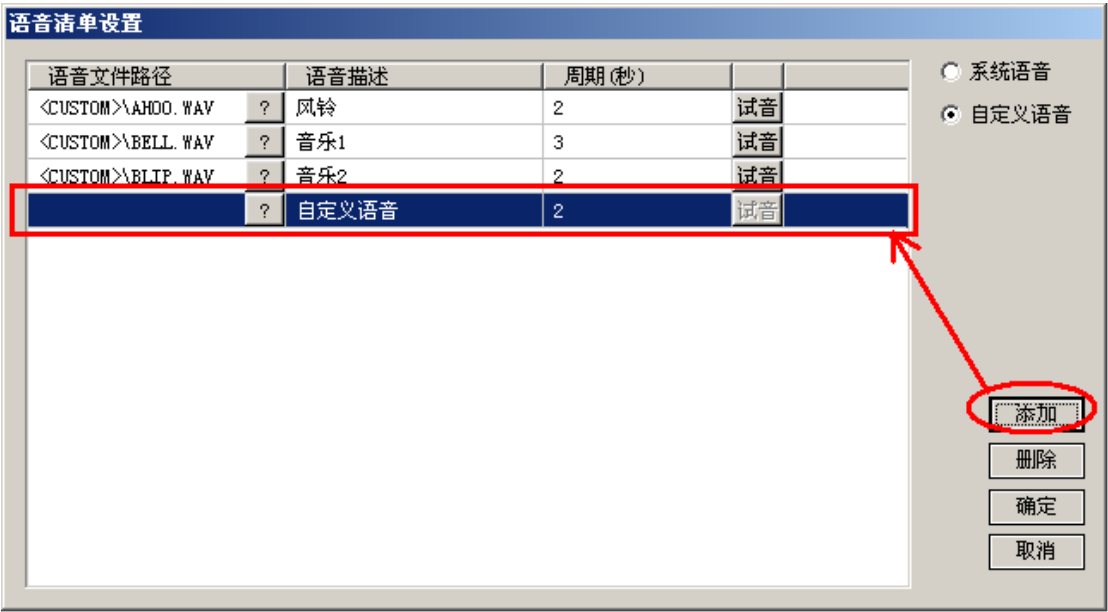 语音清单设置
语音文件路径 语音描述 周期(秒)
<CUSTOM>\AHOO.WAV ? 风铃 2 试音
<CUSTOM>\BELL.WAV ? 音乐1 3 试音
<CUSTOM>\BLIP.WAV ? 音乐2 2 试音
? 自定义语音 2 试音
系统语音
自定义语音
添加
删除
确定
取消